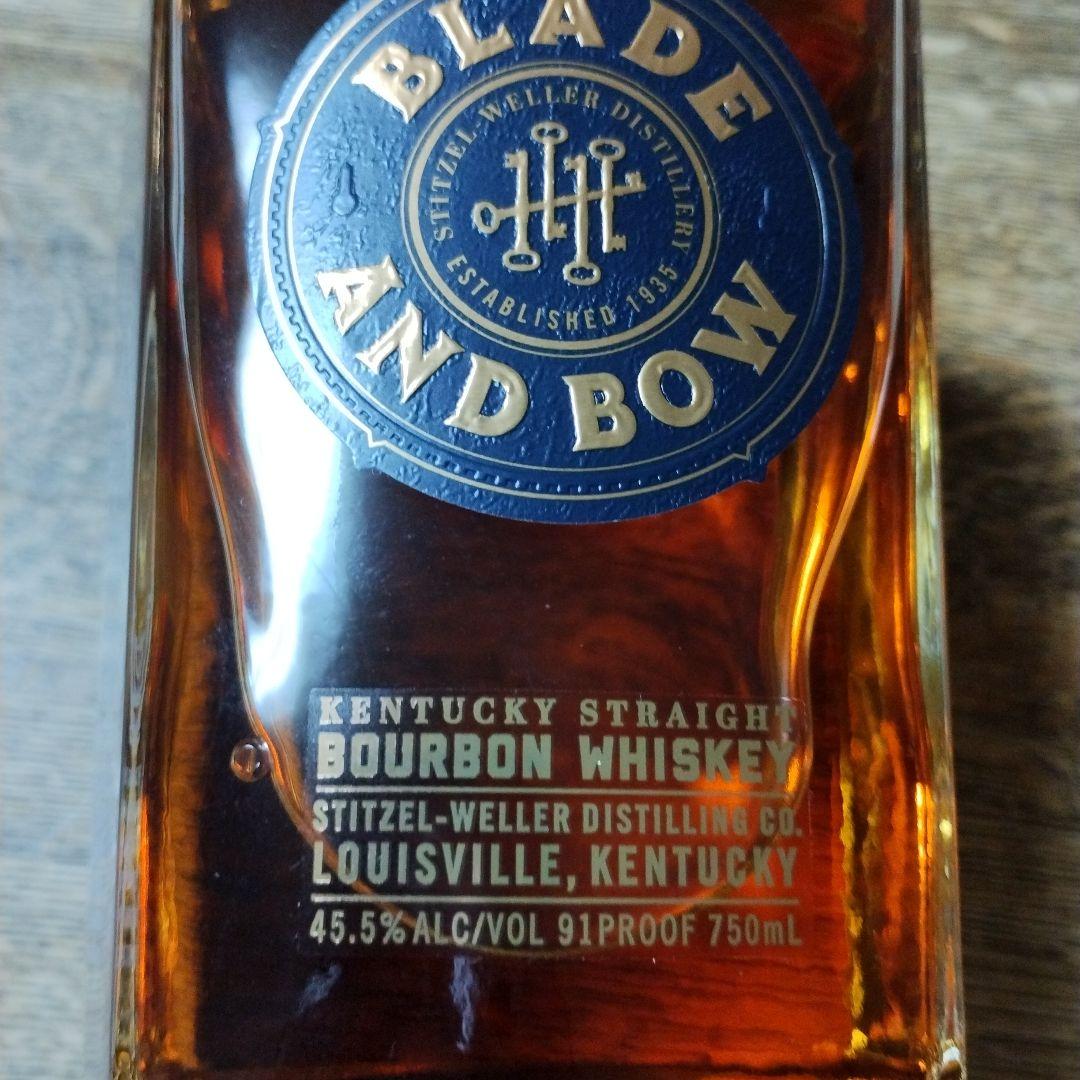 BLADE
AND BOW
STITZEL-WELLER DISTILLERY
ESTABLISHED 1935
KENTUCKY STRAIGHT
BOURBON WHISKEY
STITZEL-WELLER DISTILLING CO.
LOUISVILLE, KENTUCKY
45.5% ALC/VOL 91PROOF 750mL